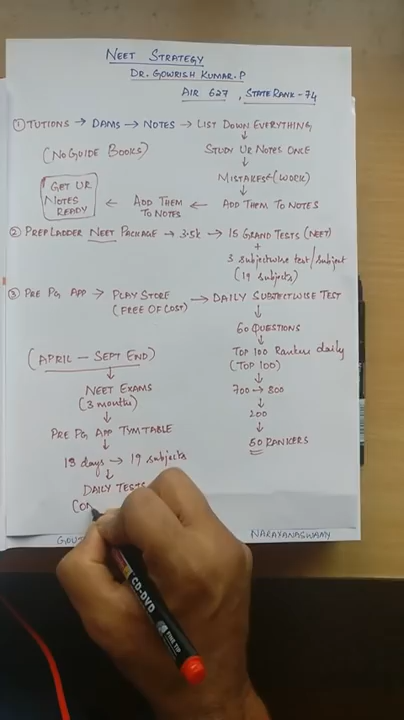 NEET STRATEGY
DR. GOWRISH KUMAR.P
AIR 627, STATE RANK-74
① TUTIONS → DAMS → NOTES → LIST DOWN EVERYTHING
(NO GUIDE BOOKS)
STUDY UR NOTES ONCE
MISTAKES (WORK)
ADD THEM TO NOTES
ADD THEM
TO NOTES
GET UR
NOTES
READY
② PREPLADDER NEET PACKAGE → 3.5k → 15 GRAND TESTS (NEET)
+
3 subjectwise test/subject
(19 subjects)
③ PRE PG APP → PLAY STORE → DAILY SUBJECTWISE TEST
(FREE OF COST)
60 QUESTIONS
TOP 100 Rankers daily
(TOP 100)
700 → 800
200
50 RANKERS
(APRIL - SEPT END)
NEET EXAMS
(3 months)
PRE PG APP TYMTABLE
18 days → 19 subjects
DAILY TESTS
(CON
NARAYANASWAMY
CD-DVD
FINE TIP